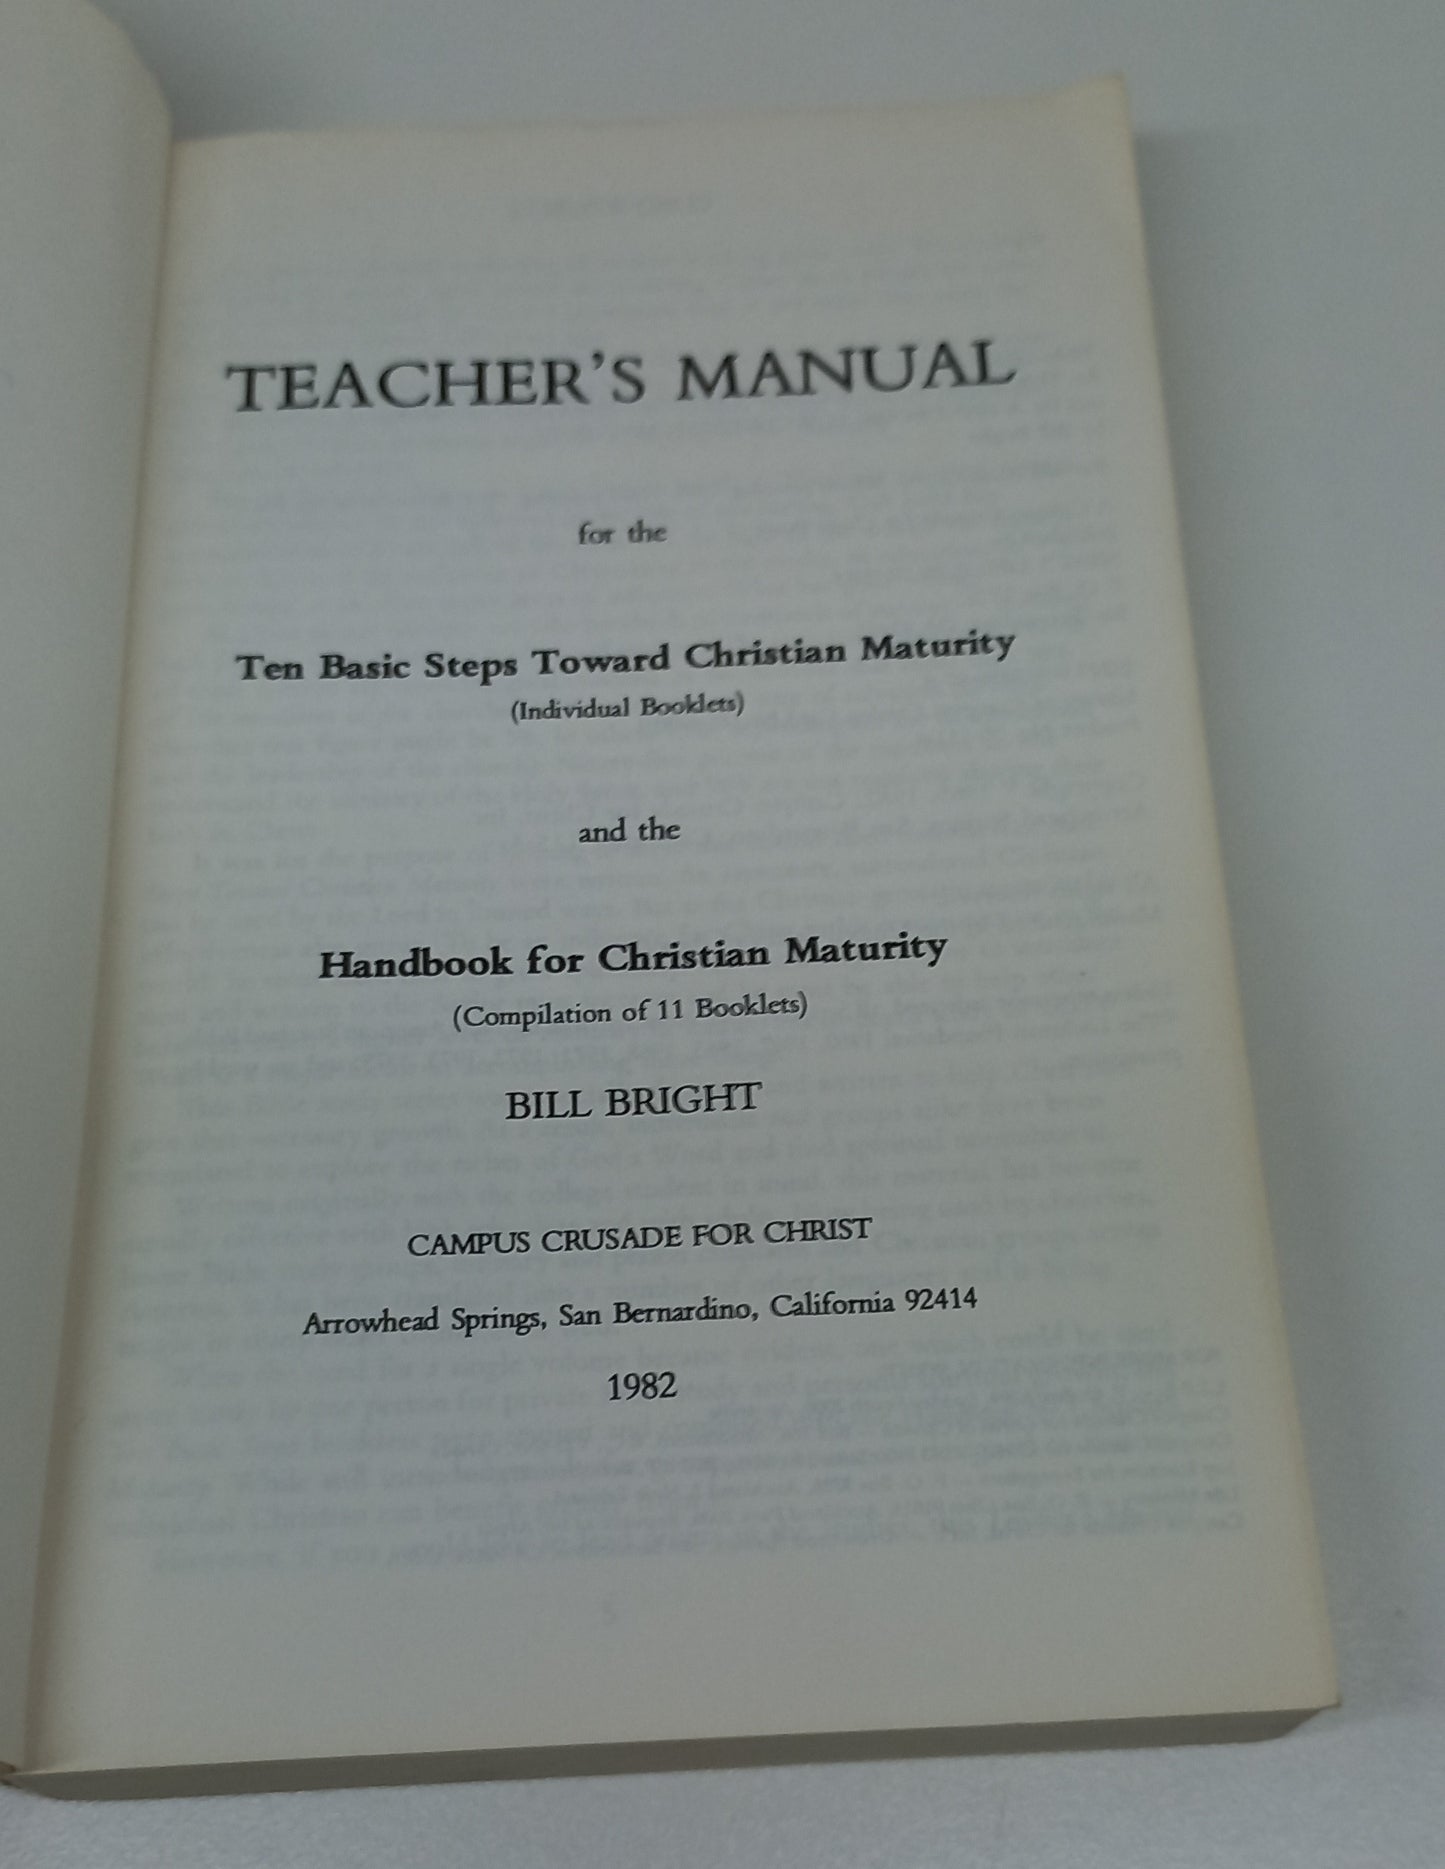 TEACHER'S MANUAL
for the
Ten Basic Steps Toward Christian Maturity
(Individual Booklets)
and the
Handbook for Christian Maturity
(Compilation of 11 Booklets)
BILL BRIGHT
CAMPUS CRUSADE FOR CHRIST
Arrowhead Springs, San Bernardino, California 92414
1982